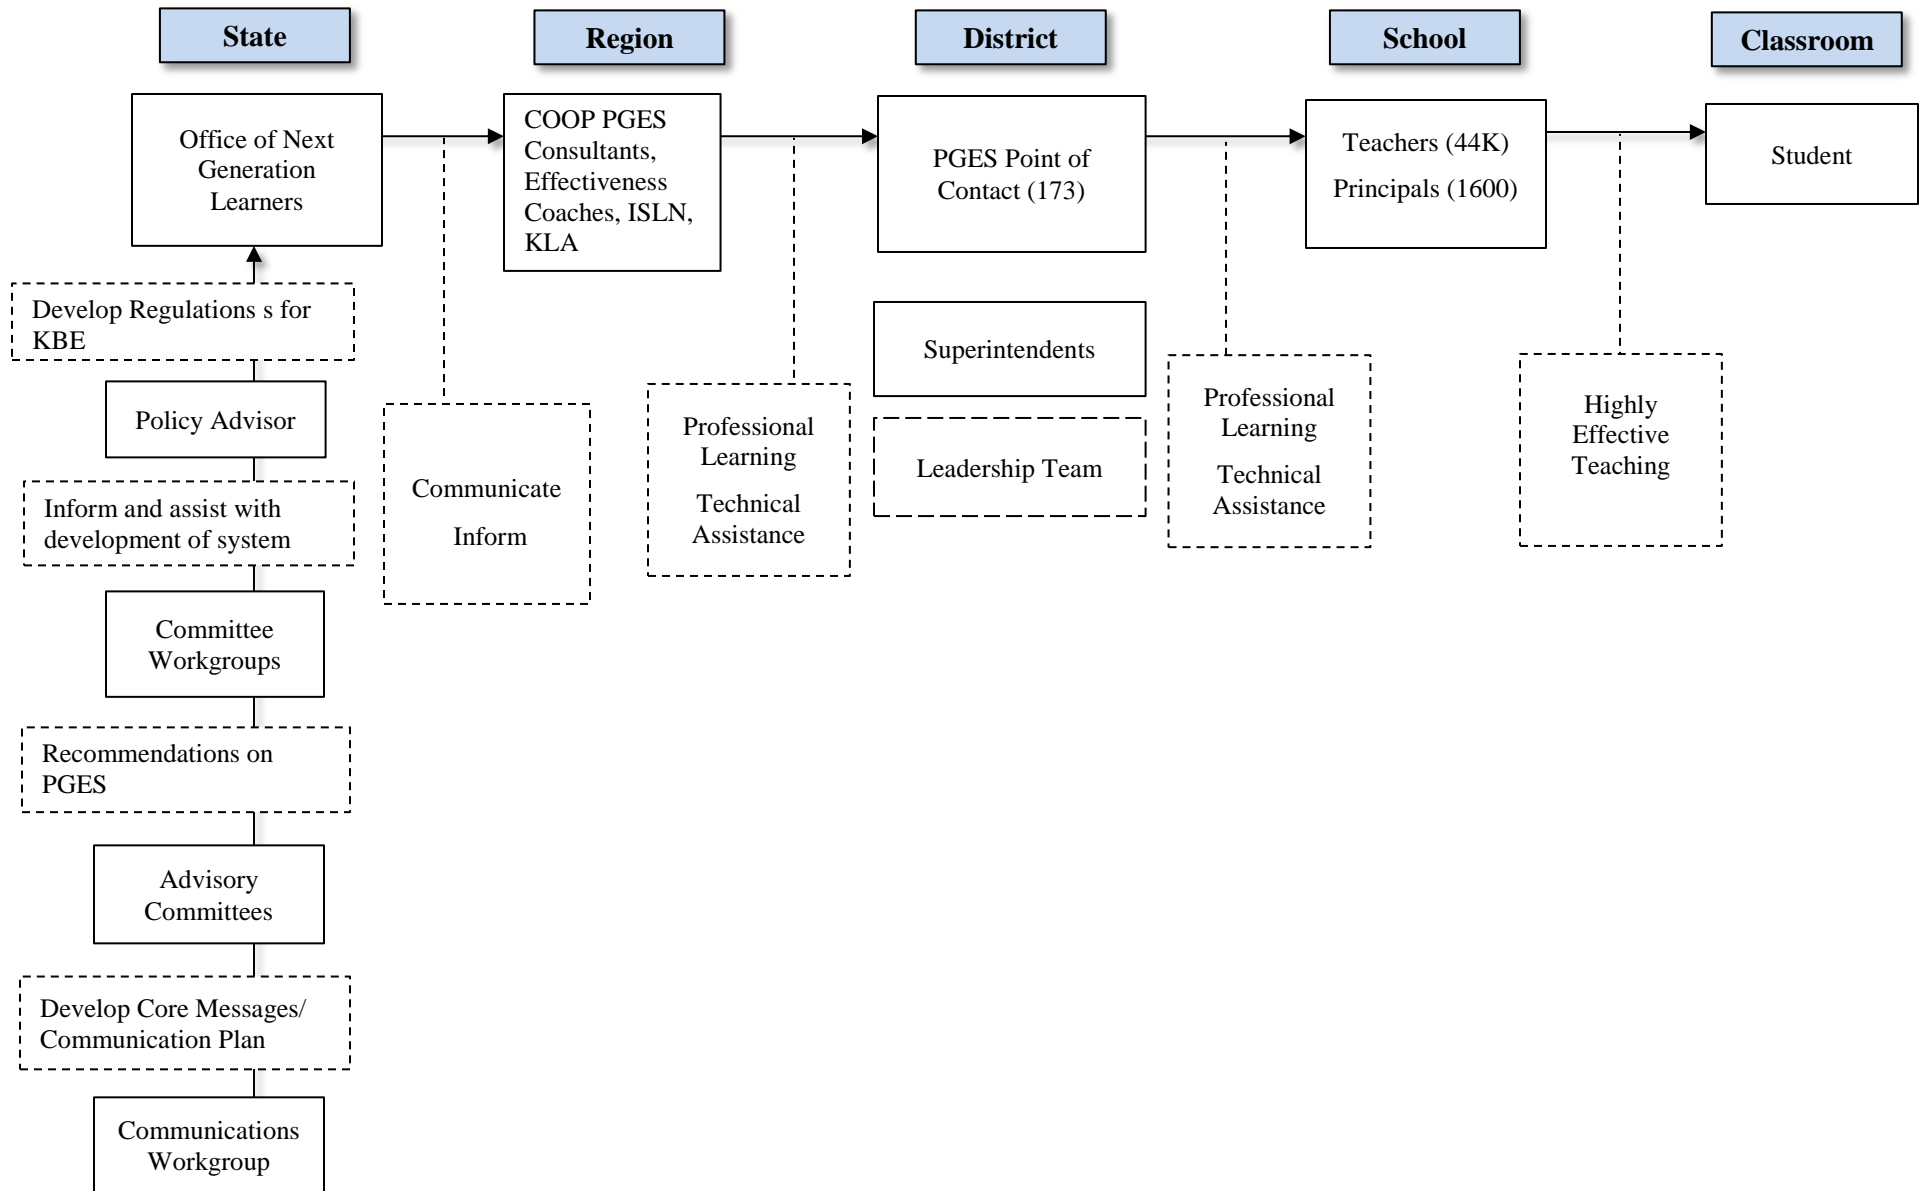 State
Region
District
School
Classroom
Office of Next
Generation
Learners
COOP PGES
Consultants,
Effectiveness
Coaches, ISLN,
KLA
PGES Point of
Contact (173)
Teachers (44K)
Principals (1600)
Student
Develop Regulations s for
KBE
Policy Advisor
Inform and assist with
development of system
Committee
Workgroups
Recommendations on
PGES
Advisory
Committees
Develop Core Messages/
Communication Plan
Communications
Workgroup
Communicate
Inform
Professional
Learning
Technical
Assistance
Superintendents
Leadership Team
Professional
Learning
Technical
Assistance
Highly
Effective
Teaching